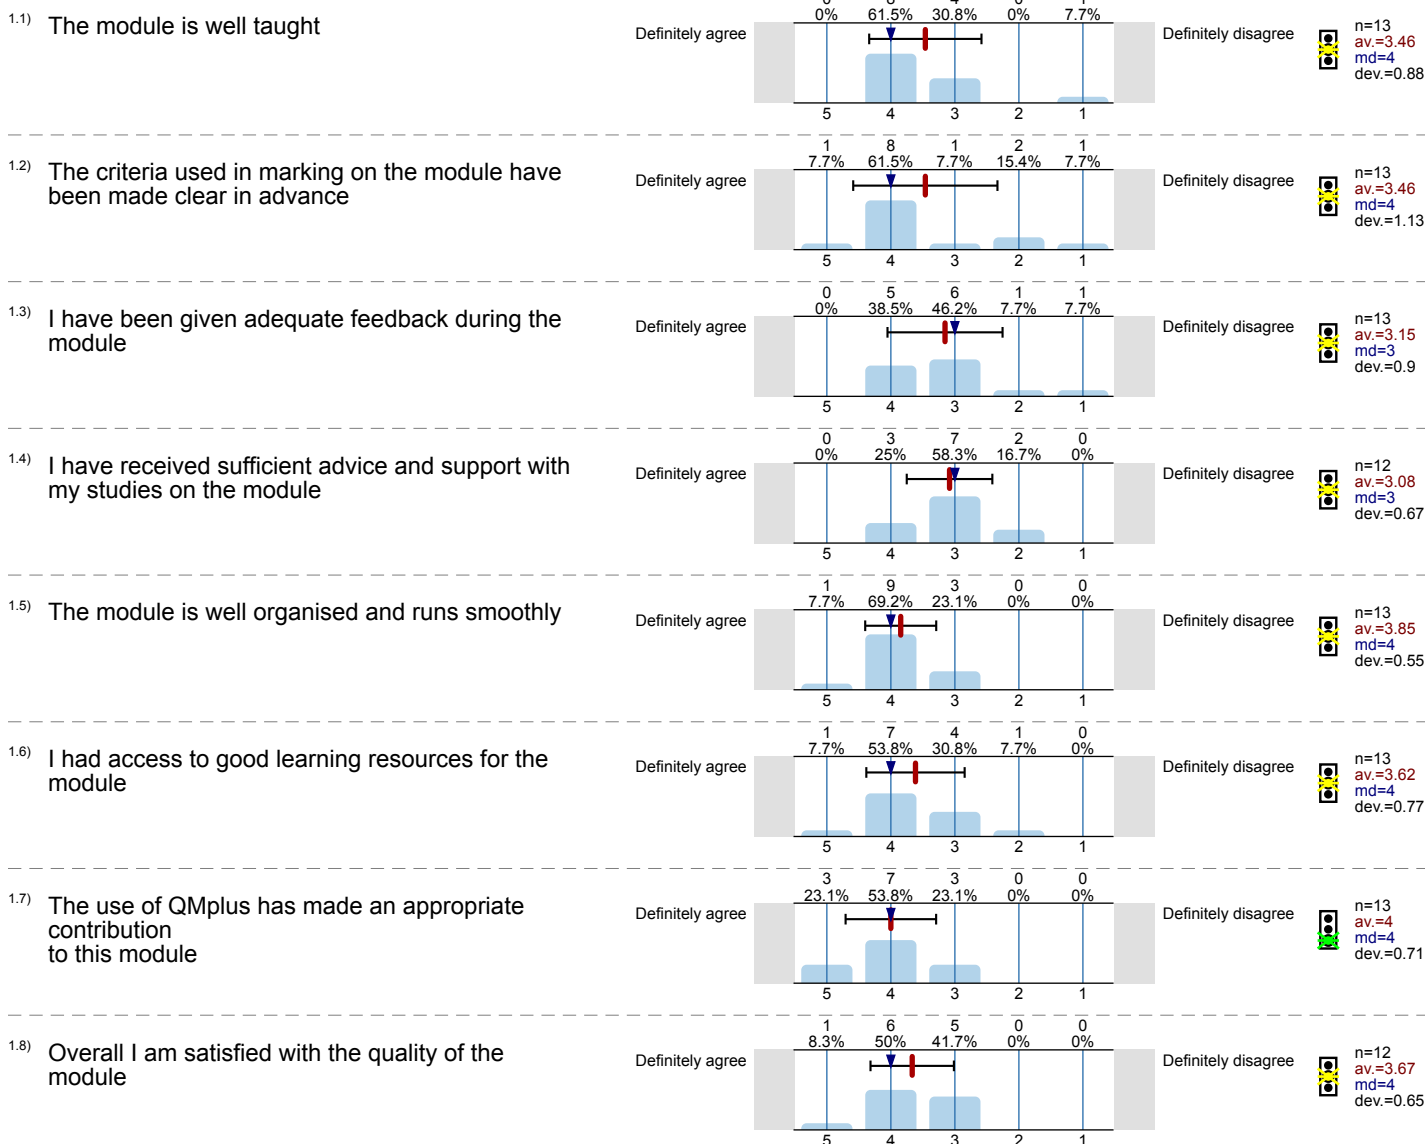 0 8 4 0 1
0% 61.5% 30.8% 0% 7.7%
1.1) The module is well taught
Definitely agree
Definitely disagree
n=13
av.=3.46
md=4
dev.=0.88
5 4 3 2 1
1 8 1 2 1
7.7% 61.5% 7.7% 15.4% 7.7%
1.2) The criteria used in marking on the module have
been made clear in advance
Definitely agree
Definitely disagree
n=13
av.=3.46
md=4
dev.=1.13
5 4 3 2 1
0 5 6 1 1
0% 38.5% 46.2% 7.7% 7.7%
1.3) I have been given adequate feedback during the
module
Definitely agree
Definitely disagree
n=13
av.=3.15
md=3
dev.=0.9
5 4 3 2 1
0 3 7 2 0
0% 25% 58.3% 16.7% 0%
1.4) I have received sufficient advice and support with
my studies on the module
Definitely agree
Definitely disagree
n=12
av.=3.08
md=3
dev.=0.67
5 4 3 2 1
1 9 3 0 0
7.7% 69.2% 23.1% 0% 0%
1.5) The module is well organised and runs smoothly
Definitely agree
Definitely disagree
n=13
av.=3.85
md=4
dev.=0.55
5 4 3 2 1
1 7 4 1 0
7.7% 53.8% 30.8% 7.7% 0%
1.6) I had access to good learning resources for the
module
Definitely agree
Definitely disagree
n=13
av.=3.62
md=4
dev.=0.77
5 4 3 2 1
3 7 3 0 0
23.1% 53.8% 23.1% 0% 0%
1.7) The use of QMplus has made an appropriate
contribution
to this module
Definitely agree
Definitely disagree
n=13
av.=4
md=4
dev.=0.71
5 4 3 2 1
1 6 5 0 0
8.3% 50% 41.7% 0% 0%
1.8) Overall I am satisfied with the quality of the
module
Definitely agree
Definitely disagree
n=12
av.=3.67
md=4
dev.=0.65
5 4 3 2 1